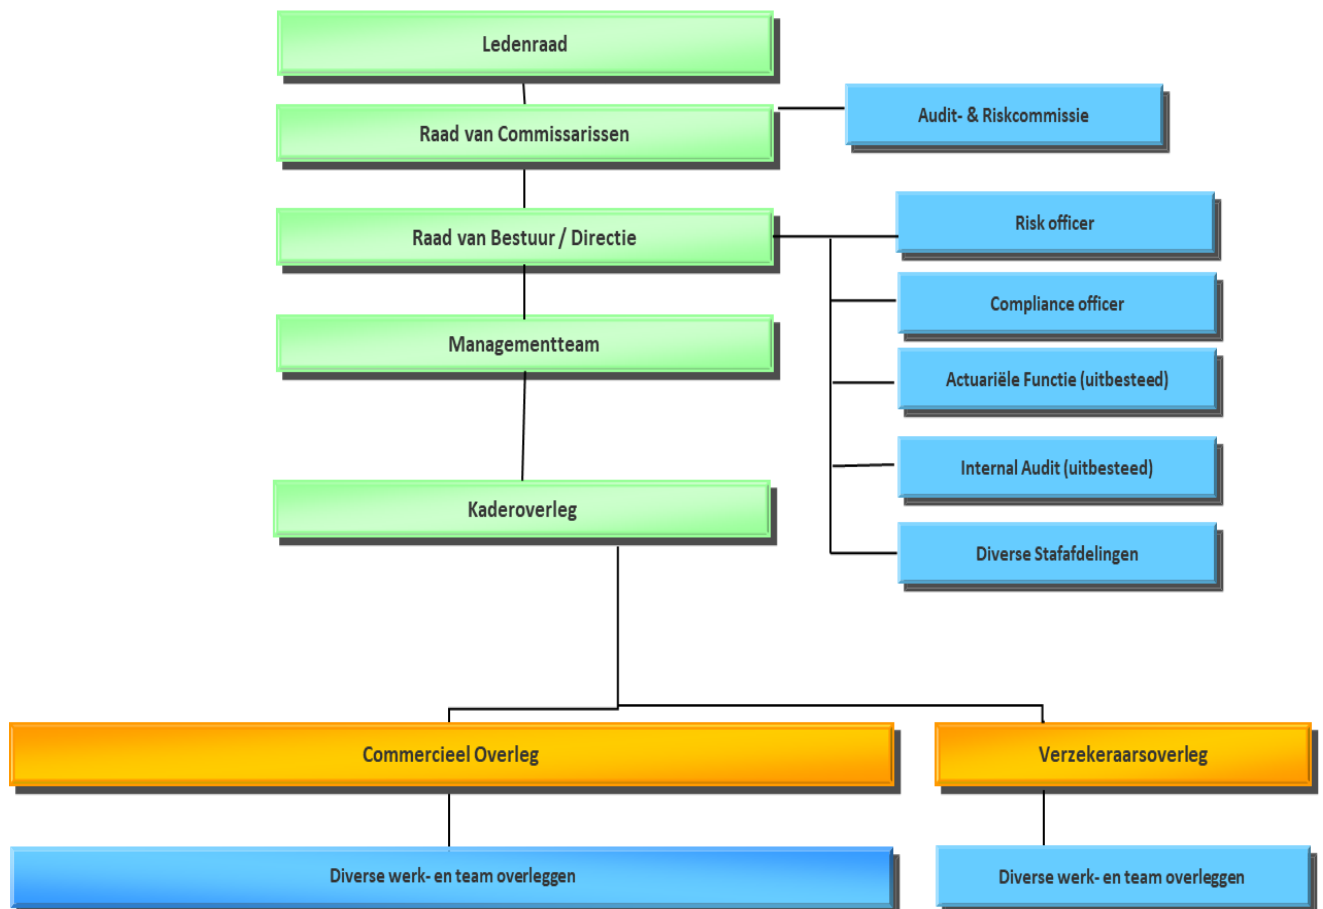 Ledenraad
Audit- & Riskcommissie
Raad van Commissarissen
Risk officer
Raad van Bestuur / Directie
Compliance officer
Managementteam
Actuariële Functie (uitbesteed)
Internal Audit (uitbesteed)
Kaderoverleg
Diverse Stafafdelingen
Commercieel Overleg
Verzekeraarsoverleg
Diverse werk- en team overleggen
Diverse werk- en team overleggen